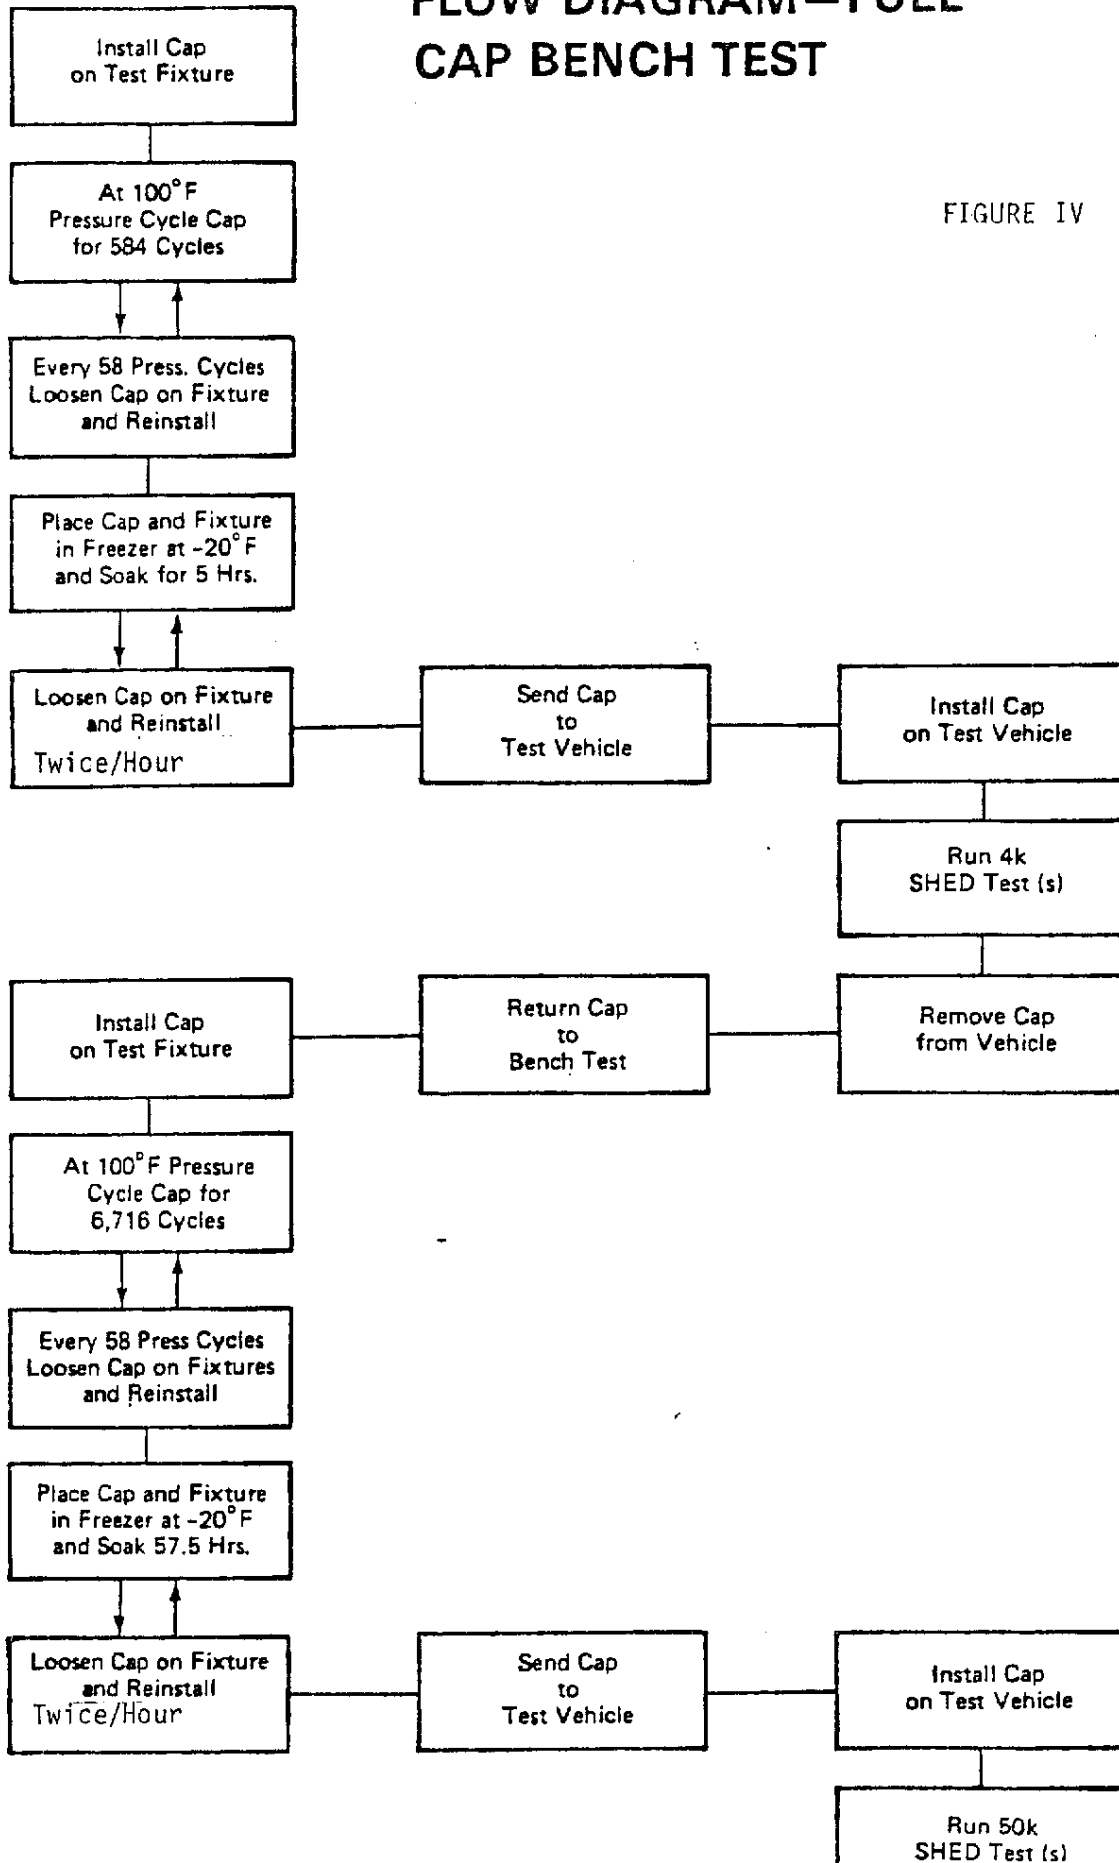 FLOW DIAGRAM—FUEL
CAP BENCH TEST
FIGURE IV
Install Cap
on Test Fixture
At 100°F
Pressure Cycle Cap
for 584 Cycles
Every 58 Press. Cycles
Loosen Cap on Fixture
and Reinstall
Place Cap and Fixture
in Freezer at -20°F
and Soak for 5 Hrs.
Loosen Cap on Fixture
and Reinstall
Twice/Hour
Send Cap
to
Test Vehicle
Install Cap
on Test Vehicle
Run 4k
SHED Test (s)
Remove Cap
from Vehicle
Return Cap
to
Bench Test
Install Cap
on Test Fixture
At 100°F Pressure
Cycle Cap for
6,716 Cycles
Every 58 Press Cycles
Loosen Cap on Fixtures
and Reinstall
Place Cap and Fixture
in Freezer at -20°F
and Soak 57.5 Hrs.
Loosen Cap on Fixture
and Reinstall
Twice/Hour
Send Cap
to
Test Vehicle
Install Cap
on Test Vehicle
Run 50k
SHED Test (s)